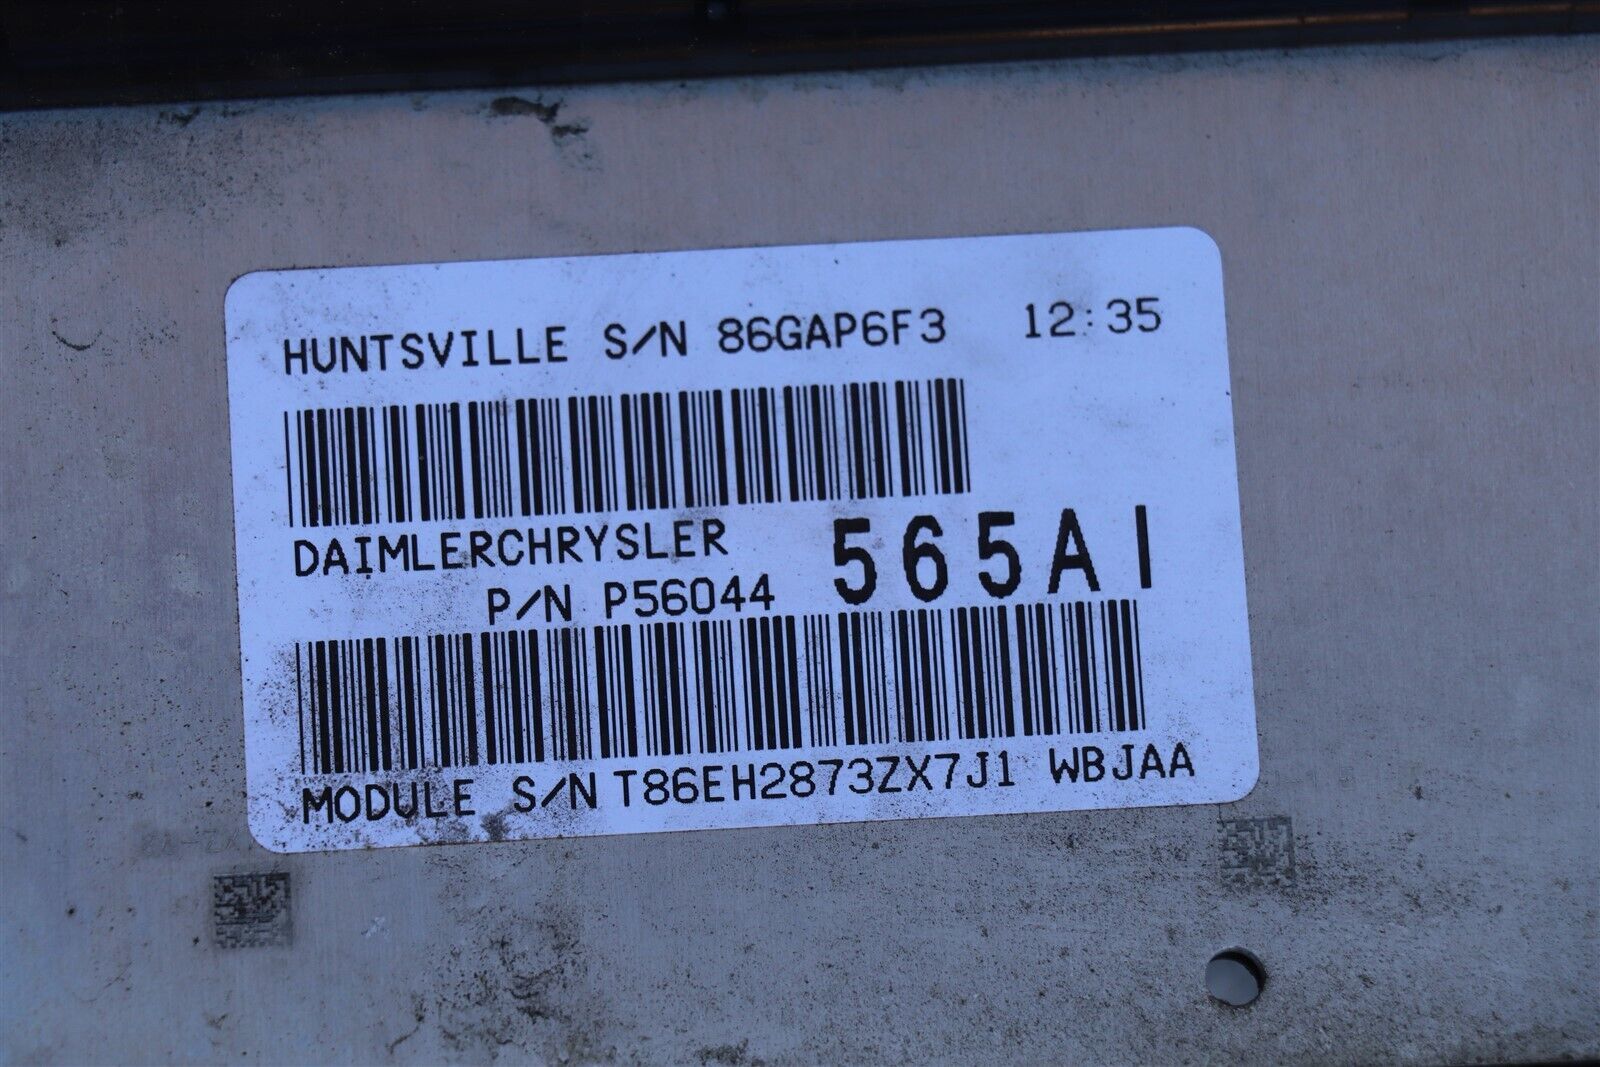 HUNTSVILLE S/N 86GAP6F3 12:35
DAIMLERCHRYSLER
P/N P56044 565AI
MODULE S/N T86EH2873ZX7J1 WBJAA